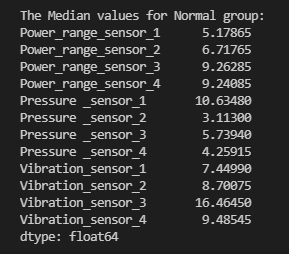 The Median values for Normal group:
Power_range_sensor_1 5.17865
Power_range_sensor_2 6.71765
Power_range_sensor_3 9.26285
Power_range_sensor_4 9.24085
Pressure _sensor_1 10.63480
Pressure _sensor_2 3.11300
Pressure _sensor_3 5.73940
Pressure _sensor_4 4.25915
Vibration_sensor_1 7.44990
Vibration_sensor_2 8.70075
Vibration_sensor_3 16.46450
Vibration_sensor_4 9.48545
dtype: float64